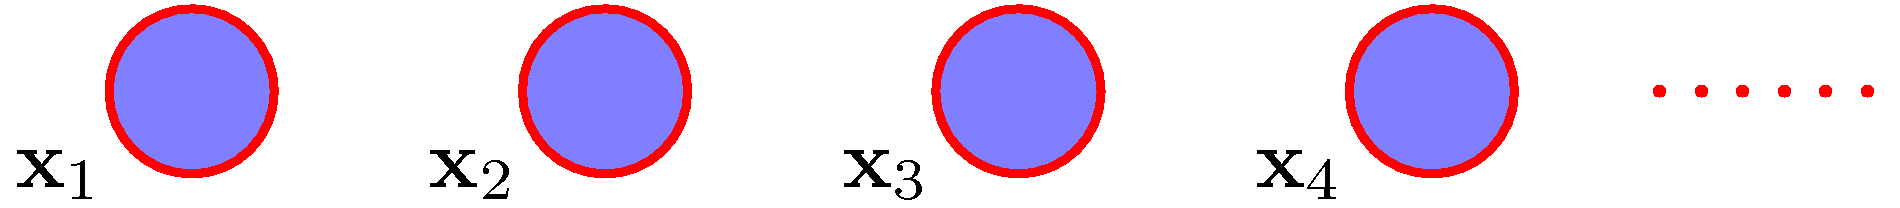 x₁ x₂ x₃ x₄